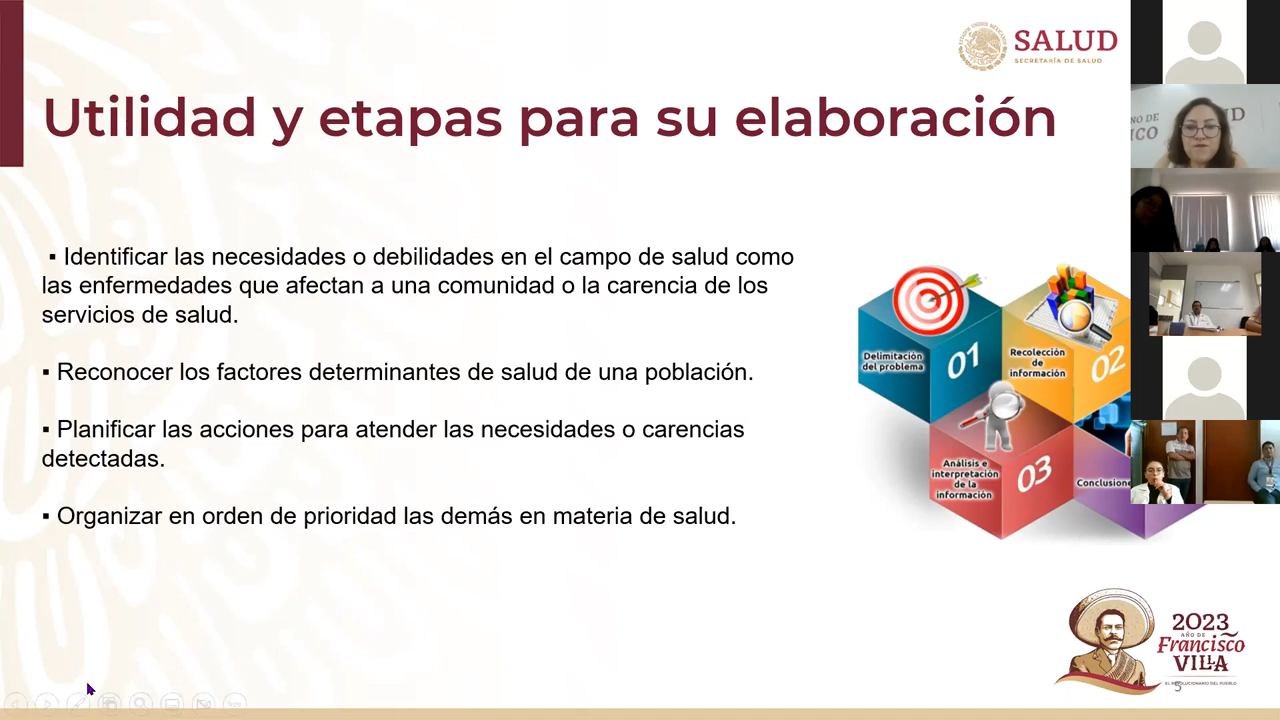 SALUD
SECRETARÍA DE SALUD
Utilidad y etapas para su elaboración
▪ Identificar las necesidades o debilidades en el campo de salud como
las enfermedades que afectan a una comunidad o la carencia de los
servicios de salud.
▪ Reconocer los factores determinantes de salud de una población.
▪ Planificar las acciones para atender las necesidades o carencias
detectadas.
▪ Organizar en orden de prioridad las demás en materia de salud.
Delimitación
del problema
01
Recolección
de
información
02
Análisis e
interpretación
de la
información
03
Conclusione
2023
AÑO DE
Francisco
VILLA
EL REVOLUCIONARIO DEL PUEBLO
5